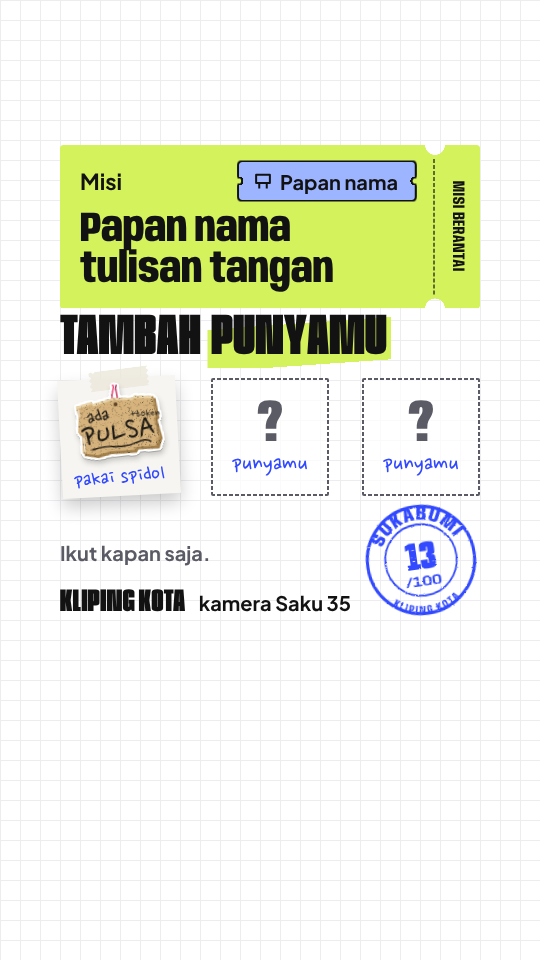 Misi
Papan nama
Papan nama
tulisan tangan
MISI BERANTAI
TAMBAH PUNYAMU
ada
+token
PULSA
pakai spidol
?
punyamu
?
punyamu
Ikut kapan saja.
KLIPING KOTA kamera Saku 35
SUKABUMI
13
/100
KLIPING KOTA